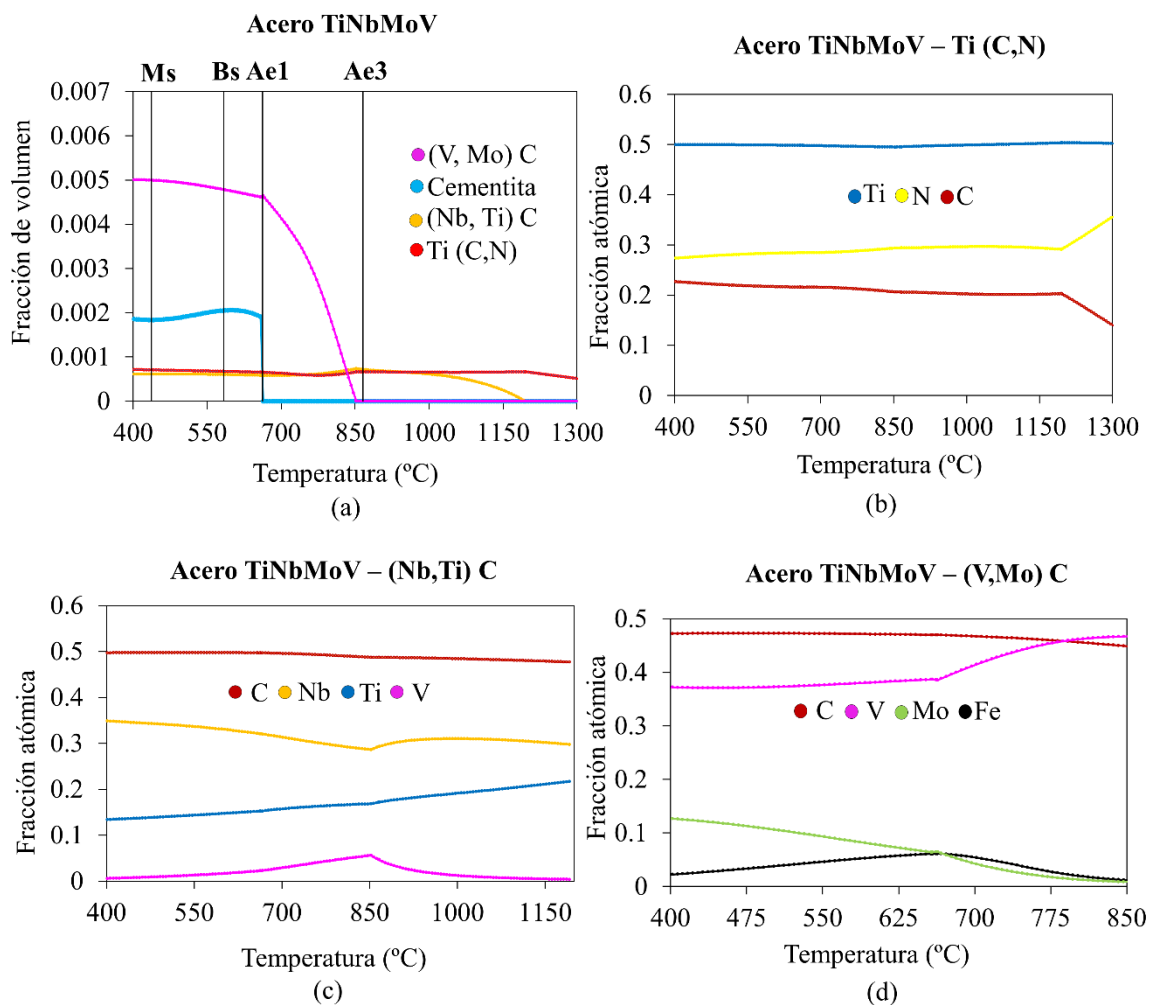 Acero TiNbMoV
Ms Bs Ae1 Ae3
0.007
0.006
0.005
0.004
0.003
0.002
0.001
0
Fracción de volumen
(V, Mo) C
Cementita
(Nb, Ti) C
Ti (C,N)
400 550 700 850 1000 1150 1300
Temperatura (ºC)
(a)
Acero TiNbMoV – Ti (C,N)
0.6
0.5
0.4
0.3
0.2
0.1
0
Fracción atómica
Ti N C
400 550 700 850 1000 1150 1300
Temperatura (ºC)
(b)
Acero TiNbMoV – (Nb,Ti) C
0.6
0.5
0.4
0.3
0.2
0.1
0
Fracción atómica
C Nb Ti V
400 550 700 850 1000 1150
Temperatura (ºC)
(c)
Acero TiNbMoV – (V,Mo) C
0.5
0.4
0.3
0.2
0.1
0
Fracción atómica
C V Mo Fe
400 475 550 625 700 775 850
Temperatura (ºC)
(d)